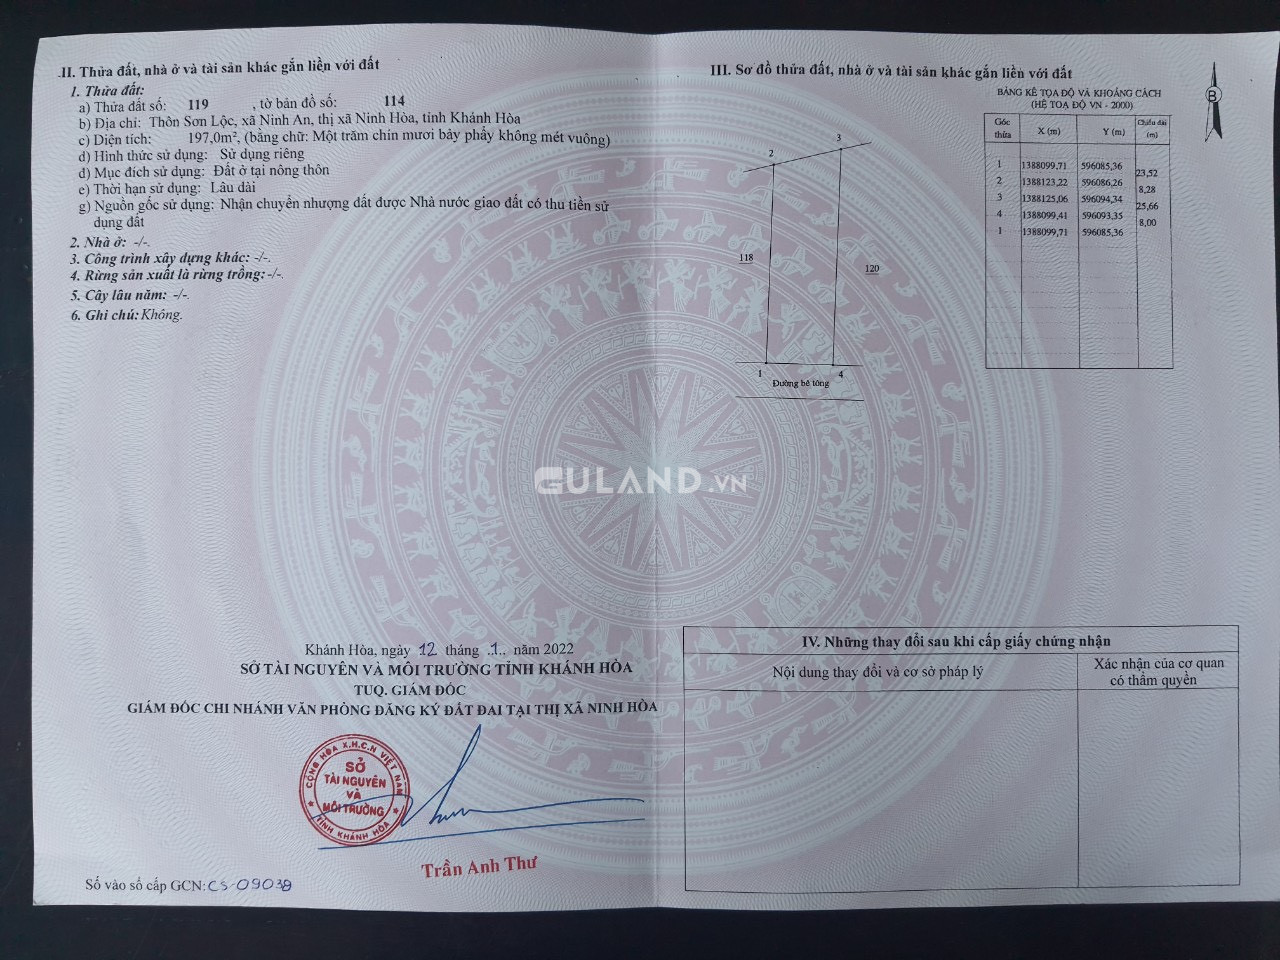 II. Thửa đất, nhà ở và tài sản khác gắn liền với đất
1. Thửa đất:
a) Thửa đất số: 119 , tờ bản đồ số: 114
b) Địa chỉ: Thôn Sơn Lộc, xã Ninh An, thị xã Ninh Hòa, tỉnh Khánh Hòa
c) Diện tích: 197,0m², (bằng chữ: Một trăm chín mươi bảy phẩy không mét vuông)
d) Hình thức sử dụng: Sử dụng riêng
đ) Mục đích sử dụng: Đất ở tại nông thôn
e) Thời hạn sử dụng: Lâu dài
g) Nguồn gốc sử dụng: Nhận chuyển nhượng đất được Nhà nước giao đất có thu tiền sử
dụng đất
2. Nhà ở: -/-.
3. Công trình xây dựng khác: -/-.
4. Rừng sản xuất là rừng trồng: -/-.
5. Cây lâu năm: -/-.
6. Ghi chú: Không.
Khánh Hòa, ngày 12 tháng .1.. năm 2022
SỞ TÀI NGUYÊN VÀ MÔI TRƯỜNG TỈNH KHÁNH HÒA
TUQ. GIÁM ĐỐC
GIÁM ĐỐC CHI NHÁNH VĂN PHÒNG ĐĂNG KÝ ĐẤT ĐAI TẠI THỊ XÃ NINH HÒA
CỘNG HÒA X.H.C.N VIỆT NAM
SỞ
TÀI NGUYÊN
VÀ
MÔI TRƯỜNG
TỈNH KHÁNH HÒA
Trần Anh Thư
Số vào sổ cấp GCN: CS-09039
III. Sơ đồ thửa đất, nhà ở và tài sản khác gắn liền với đất
BẢNG KÊ TỌA ĐỘ VÀ KHOẢNG CÁCH
(HỆ TOẠ ĐỘ VN - 2000)
Góc thửa X (m) Y (m) Chiều dài (m)
1 1388099,71 596085,36
23,52
2 1388123,22 596086,26
8,28
3 1388125,06 596094,34
25,66
4 1388099,41 596093,35
8,00
1 1388099,71 596085,36
B
3
2
118
120
1
4
Đường bê tông
GULAND.VN
IV. Những thay đổi sau khi cấp giấy chứng nhận
Nội dung thay đổi và cơ sở pháp lý
Xác nhận của cơ quan
có thẩm quyền